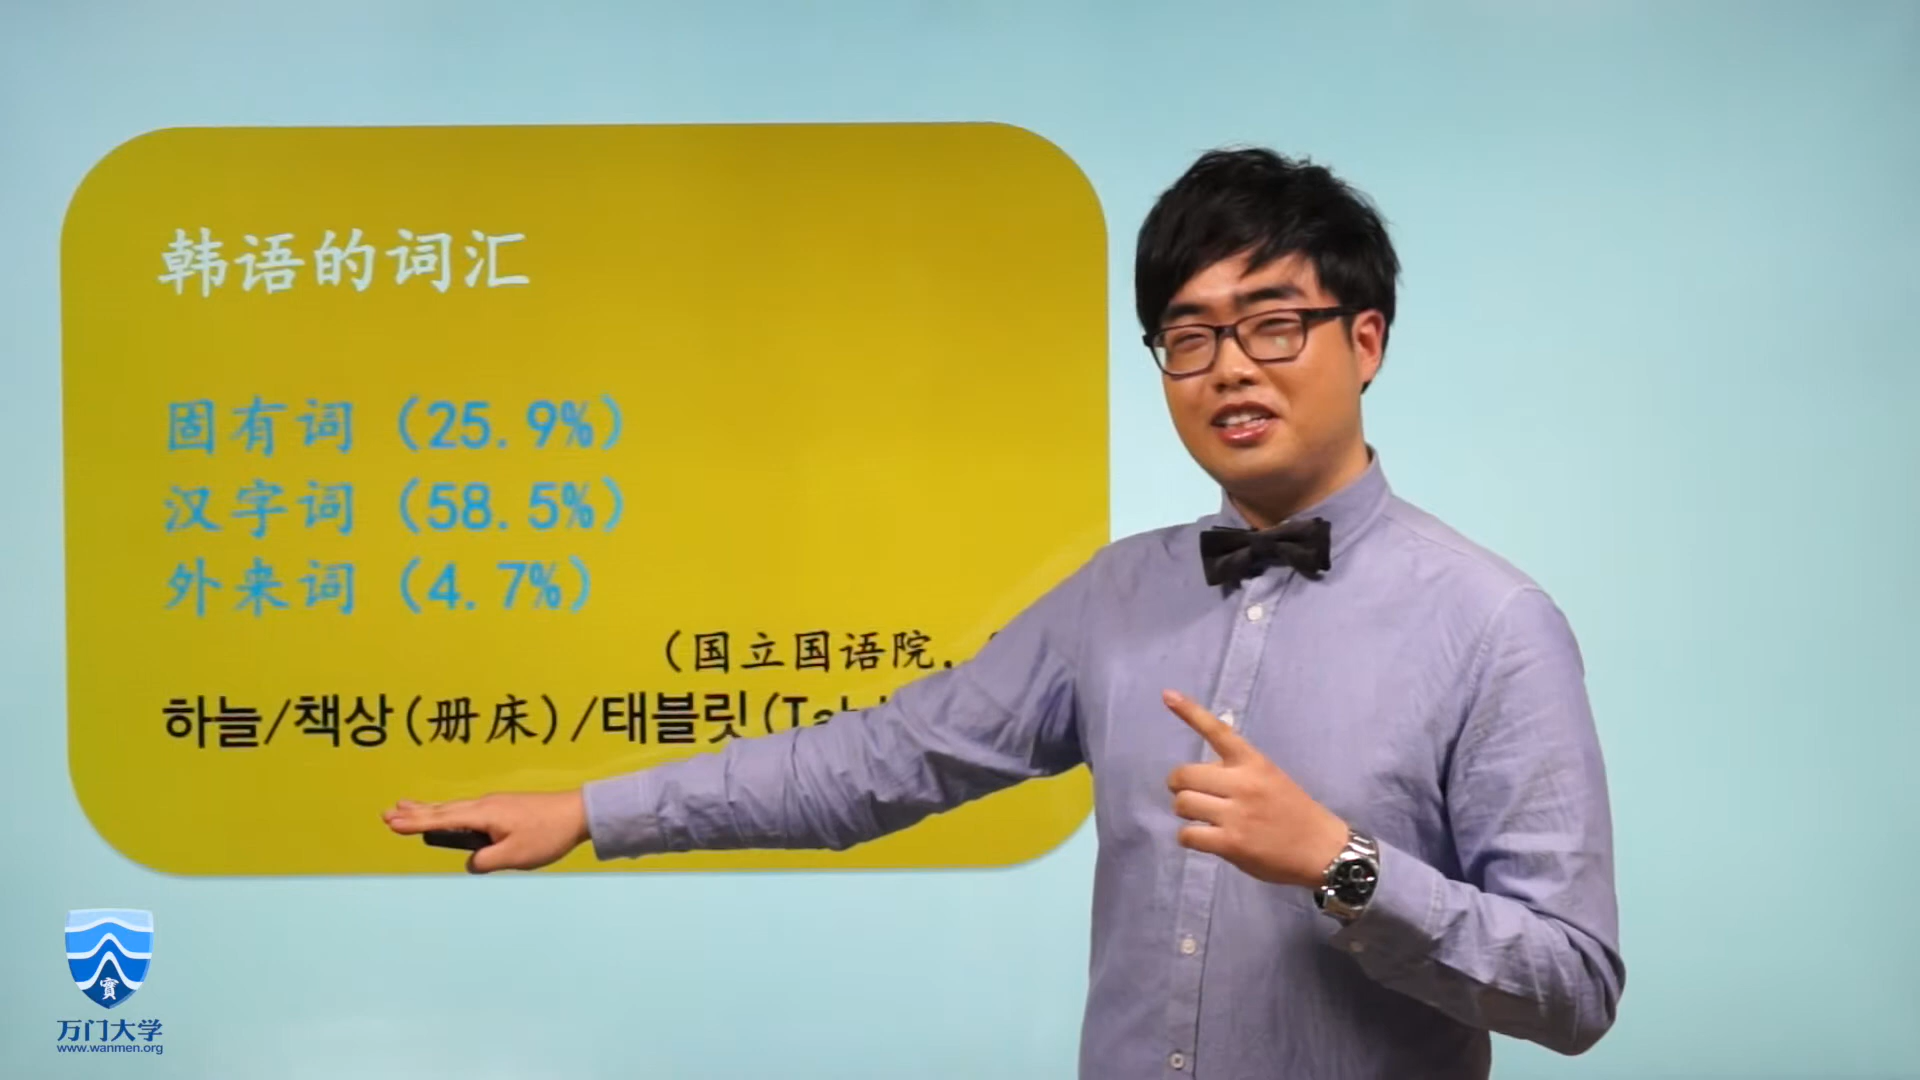 韩语的词汇
固有词（25.9%）
汉字词（58.5%）
外来词（4.7%）
（国立国语院,
하늘/책상(册床)/태블릿(Tabl
實
万门大学
www.wanmen.org